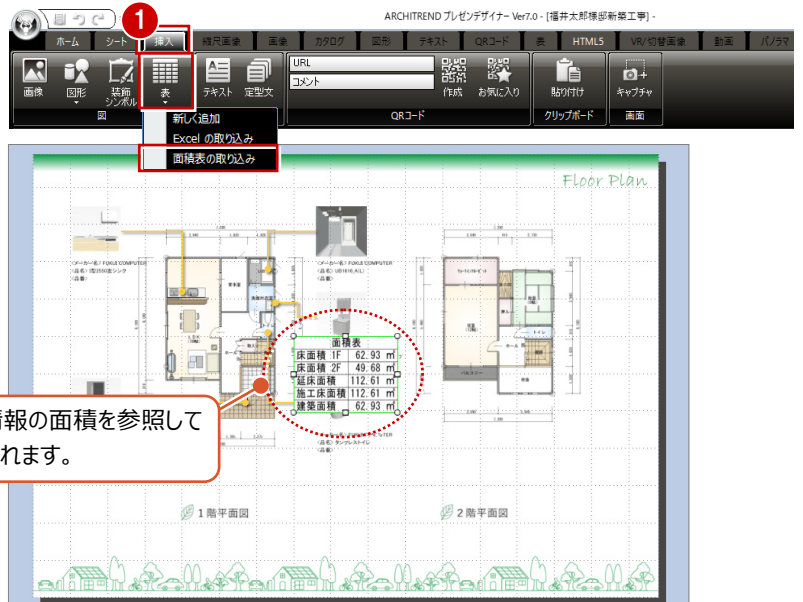 1
ARCHITREND プレゼンデザイナー Ver7.0 - [福井太郎様邸新築工事] -
ホーム シート 挿入 縮尺画像 画像 カタログ 図形 テキスト QRコード 表 HTML5 VR/切替画像 動画 パノラマ
画像 図形 装飾シンボル 表 テキスト 定型文 URL コメント 作成 お気に入り 貼り付け キャプチャ
図 QRコード クリップボード 画面
新しく追加
Excel の取り込み
面積表の取り込み
Floor Plan
面積表
床面積 1F 62.93 ㎡
床面積 2F 49.68 ㎡
延床面積 112.61 ㎡
施工床面積 112.61 ㎡
建築面積 62.93 ㎡
情報の面積を参照して
れます。
1階平面図
2階平面図